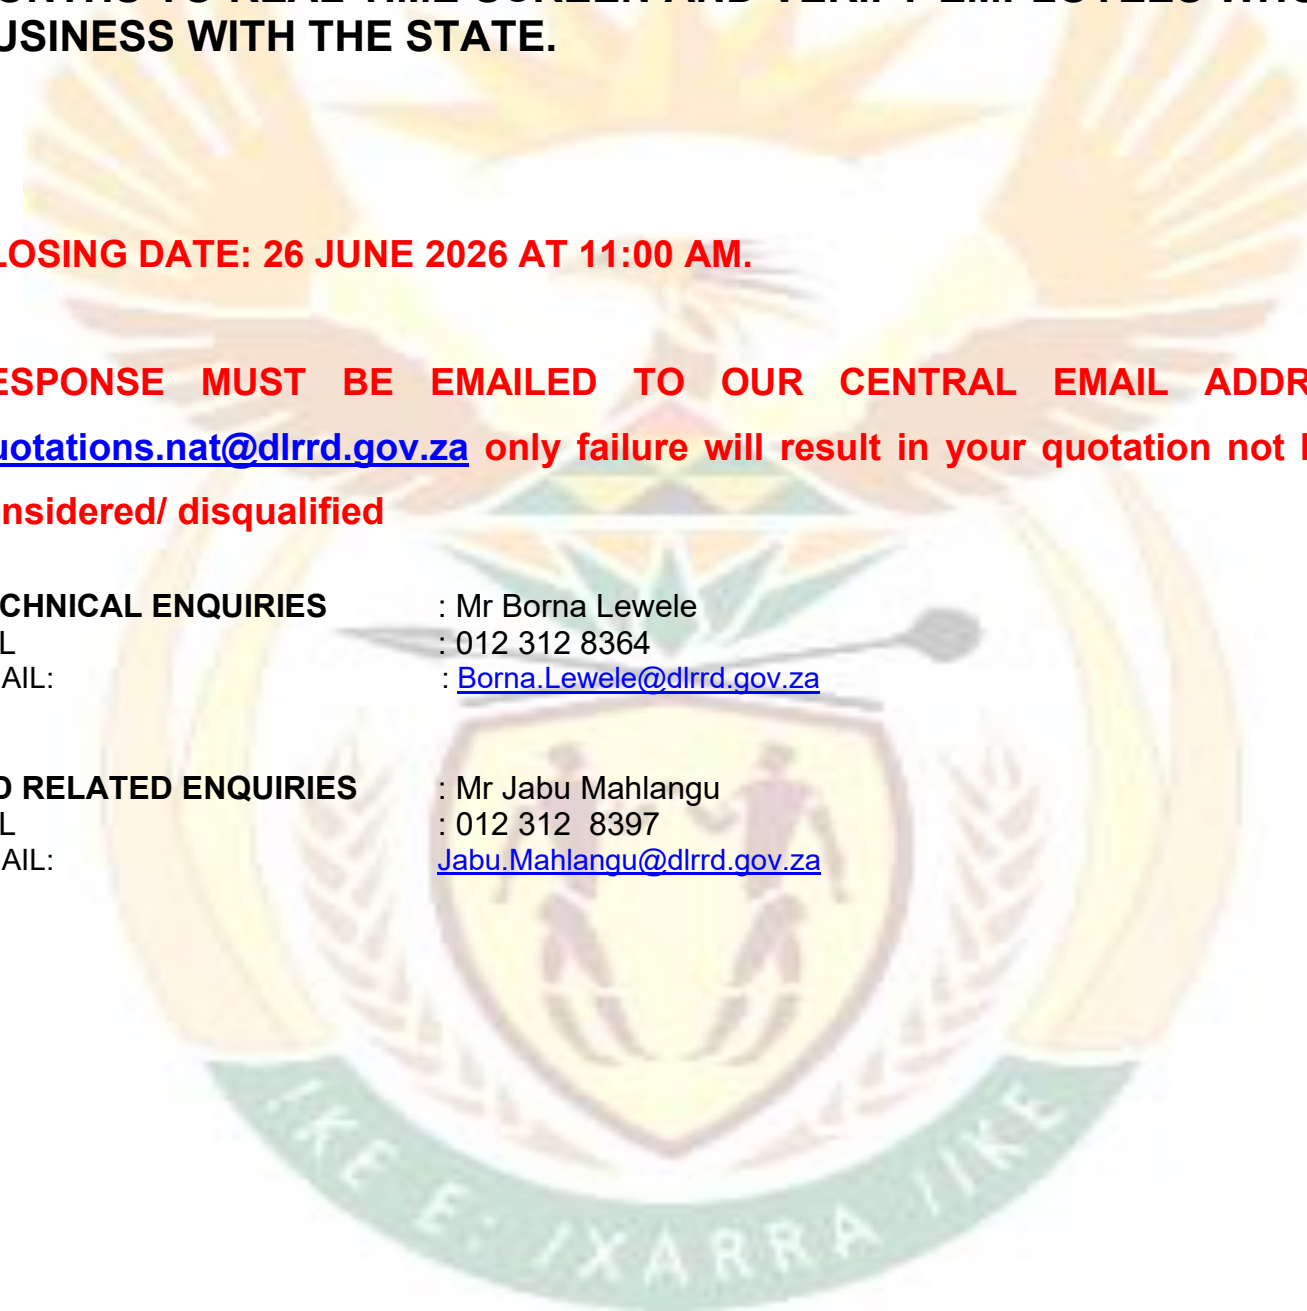 BUSINESS WITH THE STATE.
LOSING DATE: 26 JUNE 2026 AT 11:00 AM.
ESPONSE MUST BE EMAILED TO OUR CENTRAL EMAIL ADDR
uotations.nat@dlrrd.gov.za only failure will result in your quotation not
nsidered/ disqualified
CHNICAL ENQUIRIES : Mr Borna Lewele
L : 012 312 8364
AIL: : Borna.Lewele@dlrrd.gov.za
D RELATED ENQUIRIES : Mr Jabu Mahlangu
L : 012 312 8397
AIL: Jabu.Mahlangu@dlrrd.gov.za
!KE E: /XARRA //KE